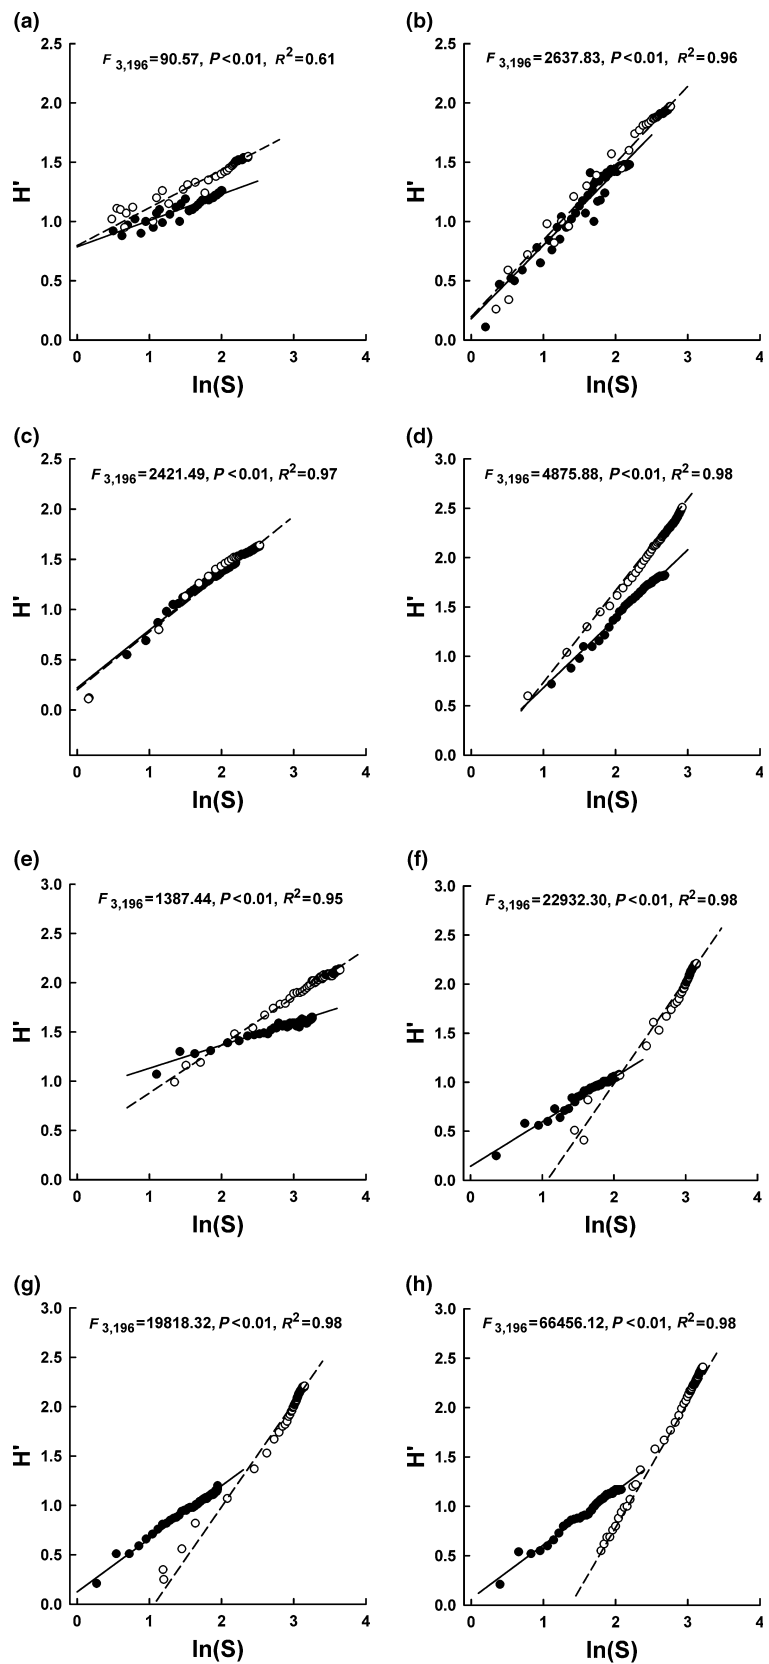 (a) (b)
F 3,196=90.57, P<0.01, R2=0.61
F 3,196=2637.83, P<0.01, R2=0.96
2.5 2.0 1.5 1.0 0.5 0.0
H'
0 1 2 3 4
ln(S)
2.5 2.0 1.5 1.0 0.5 0.0
H'
0 1 2 3 4
ln(S)
(c) (d)
F 3,196=2421.49, P<0.01, R2=0.97
F 3,196=4875.88, P<0.01, R2=0.98
2.5 2.0 1.5 1.0 0.5 0.0
H'
0 1 2 3 4
ln(S)
3.0 2.5 2.0 1.5 1.0 0.5 0.0
H'
0 1 2 3 4
ln(S)
(e) (f)
F 3,196=1387.44, P<0.01, R2=0.95
F 3,196=22932.30, P<0.01, R2=0.98
3.0 2.5 2.0 1.5 1.0 0.5 0.0
H'
0 1 2 3 4
ln(S)
3.0 2.5 2.0 1.5 1.0 0.5 0.0
H'
0 1 2 3 4
ln(S)
(g) (h)
F 3,196=19818.32, P<0.01, R2=0.98
F 3,196=66456.12, P<0.01, R2=0.98
3.0 2.5 2.0 1.5 1.0 0.5 0.0
H'
0 1 2 3 4
ln(S)
3.0 2.5 2.0 1.5 1.0 0.5 0.0
H'
0 1 2 3 4
ln(S)